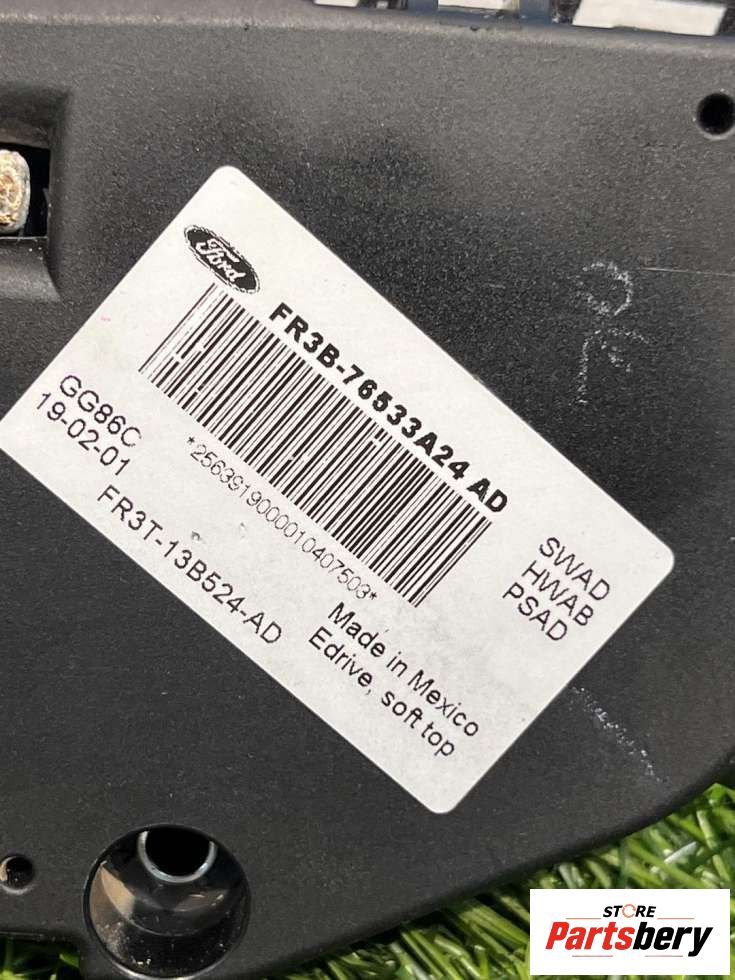 Ford
FR3B-76533A24 AD
*2563919000010407503*
GG86C
19-02-01
FR3T-13B524-AD
Made in Mexico
Edrive, soft top
SWAD
HWAB
PSAD
STORE
Partsbery